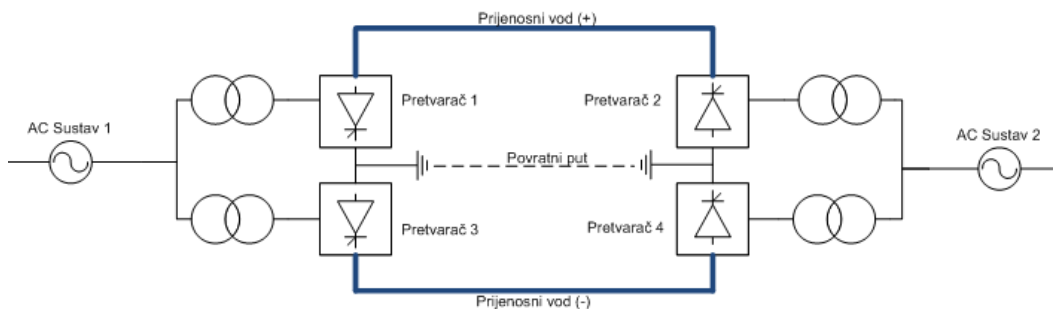 Prijenosni vod (+)
Pretvarač 1
Pretvarač 2
AC Sustav 1
Povratni put
AC Sustav 2
Pretvarač 3
Pretvarač 4
Prijenosni vod (-)